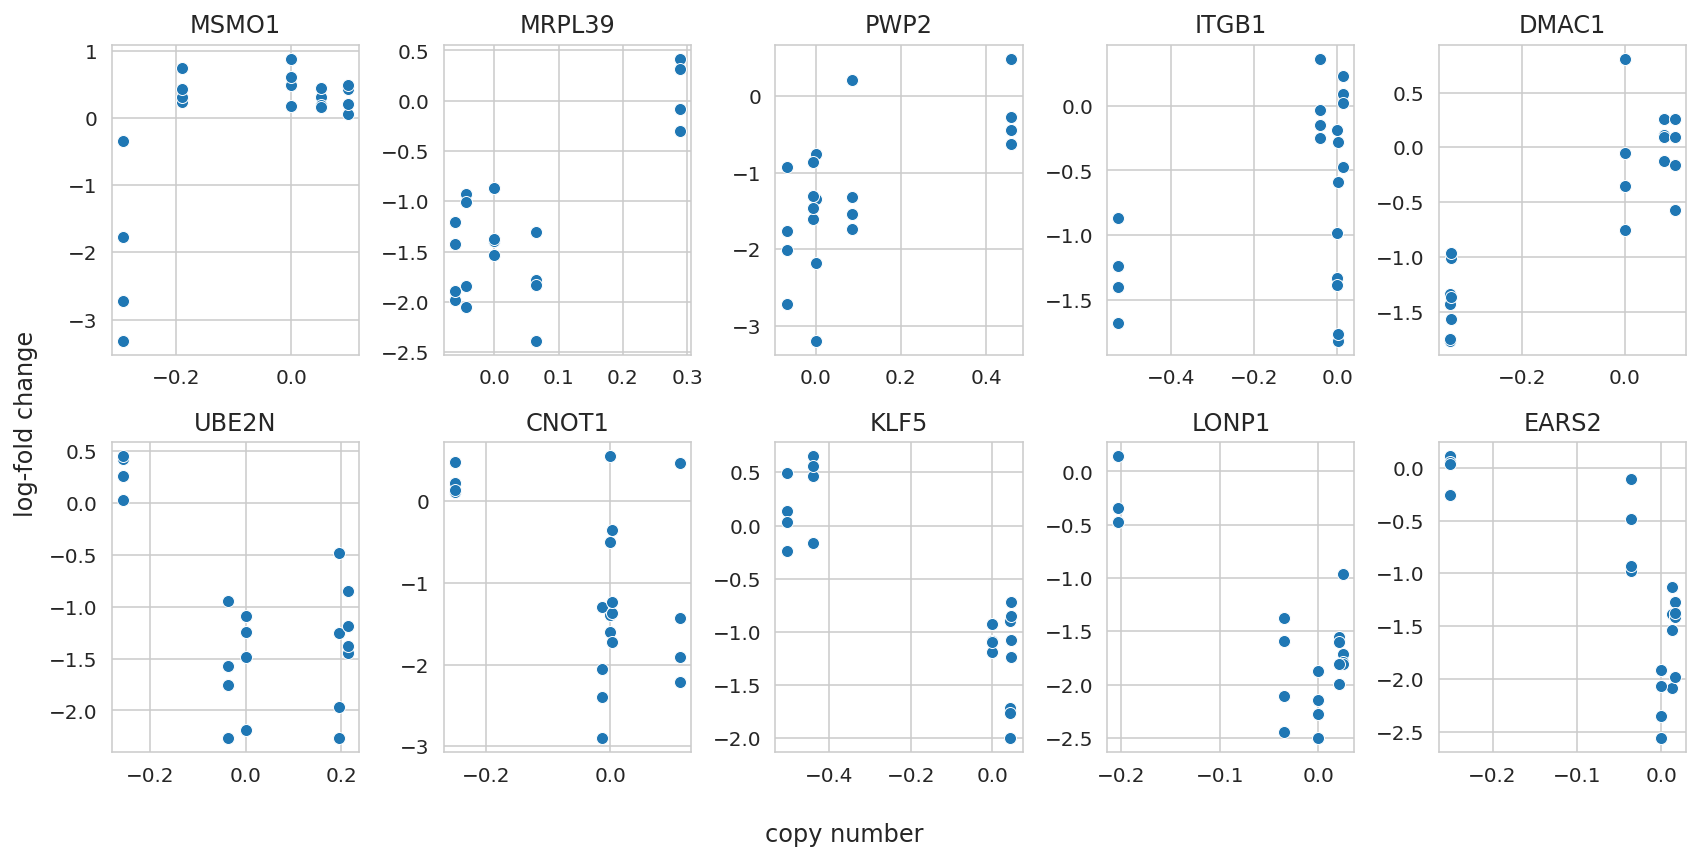 MSMO1 MRPL39 PWP2 ITGB1 DMAC1
1 0 −1 −2 −3
−0.2 0.0
0.5 0.0 −0.5 −1.0 −1.5 −2.0 −2.5
0.0 0.1 0.2 0.3
0 −1 −2 −3
0.0 0.2 0.4
0.0 −0.5 −1.0 −1.5
−0.4 −0.2 0.0
0.5 0.0 −0.5 −1.0 −1.5
−0.2 0.0
log-fold change
UBE2N CNOT1 KLF5 LONP1 EARS2
0.5 0.0 −0.5 −1.0 −1.5 −2.0
−0.2 0.0 0.2
0 −1 −2 −3
−0.2 0.0
0.5 0.0 −0.5 −1.0 −1.5 −2.0
−0.4 −0.2 0.0
0.0 −0.5 −1.0 −1.5 −2.0 −2.5
−0.2 −0.1 0.0
0.0 −0.5 −1.0 −1.5 −2.0 −2.5
−0.2 −0.1 0.0
copy number